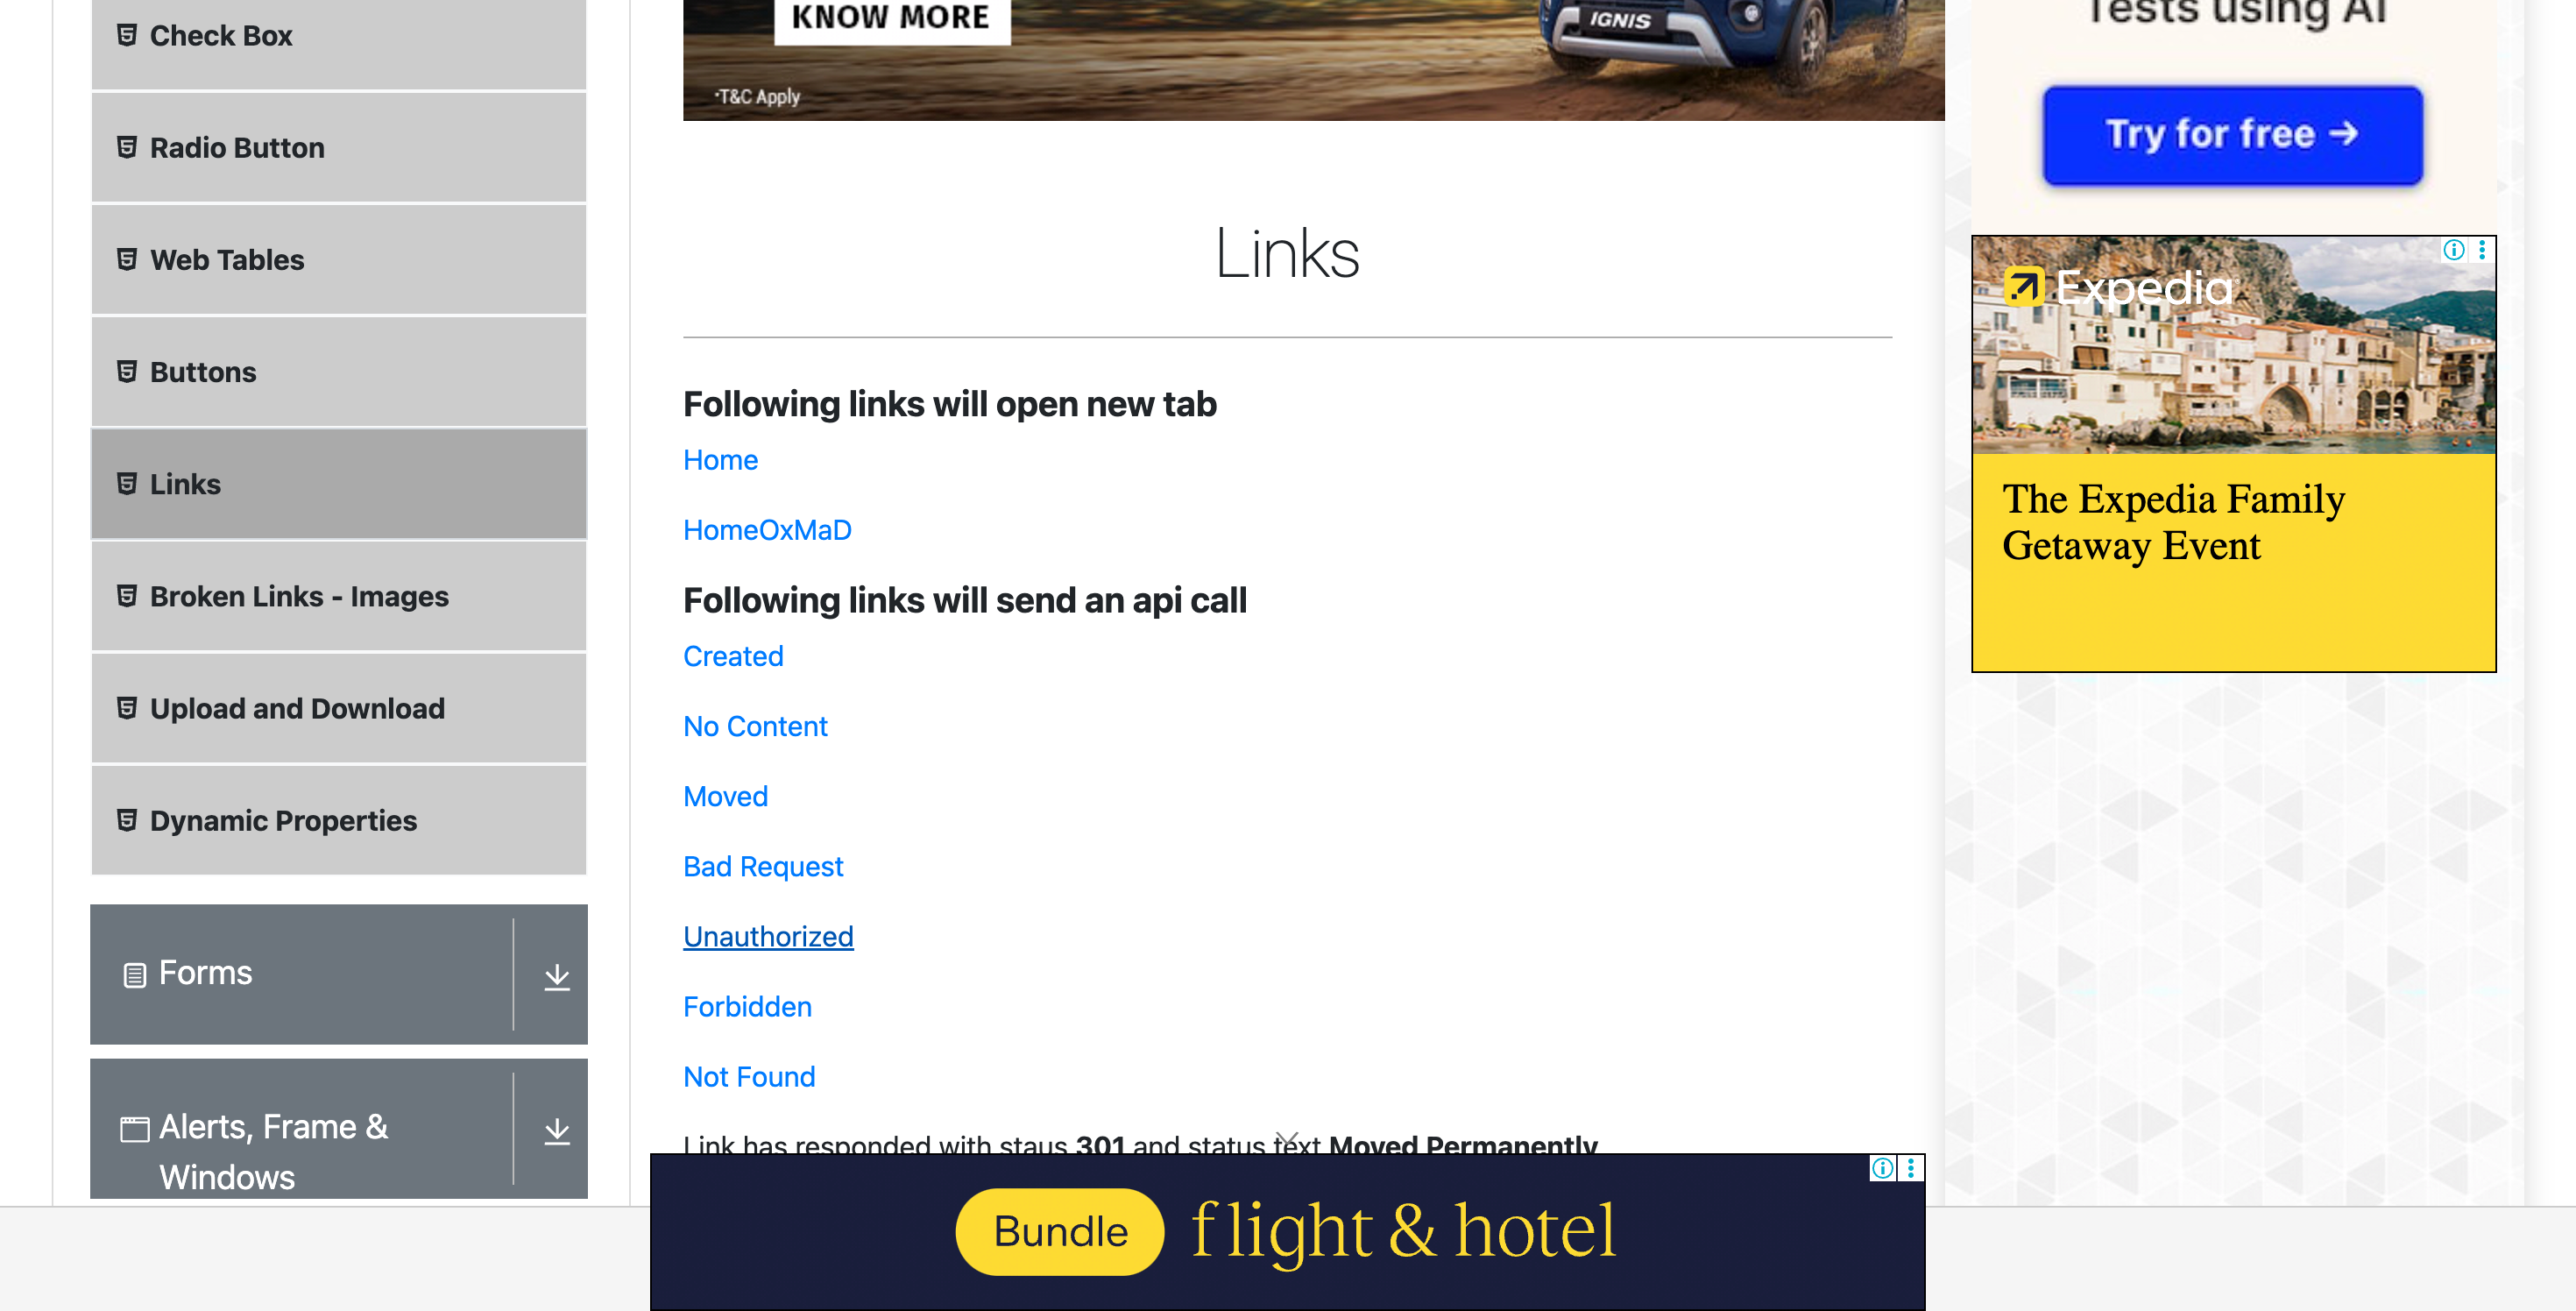 Check Box
Radio Button
Web Tables
Buttons
Links
Broken Links - Images
Upload and Download
Dynamic Properties
Forms
Alerts, Frame &
Windows
KNOW MORE
IGNIS
*T&C Apply
Links
Following links will open new tab
Home
HomeOxMaD
Following links will send an api call
Created
No Content
Moved
Bad Request
Unauthorized
Forbidden
Not Found
Link has responded with staus 301 and status text Moved Permanently
Bundle flight & hotel
Tests using AI
Try for free →
Expedia
The Expedia Family
Getaway Event